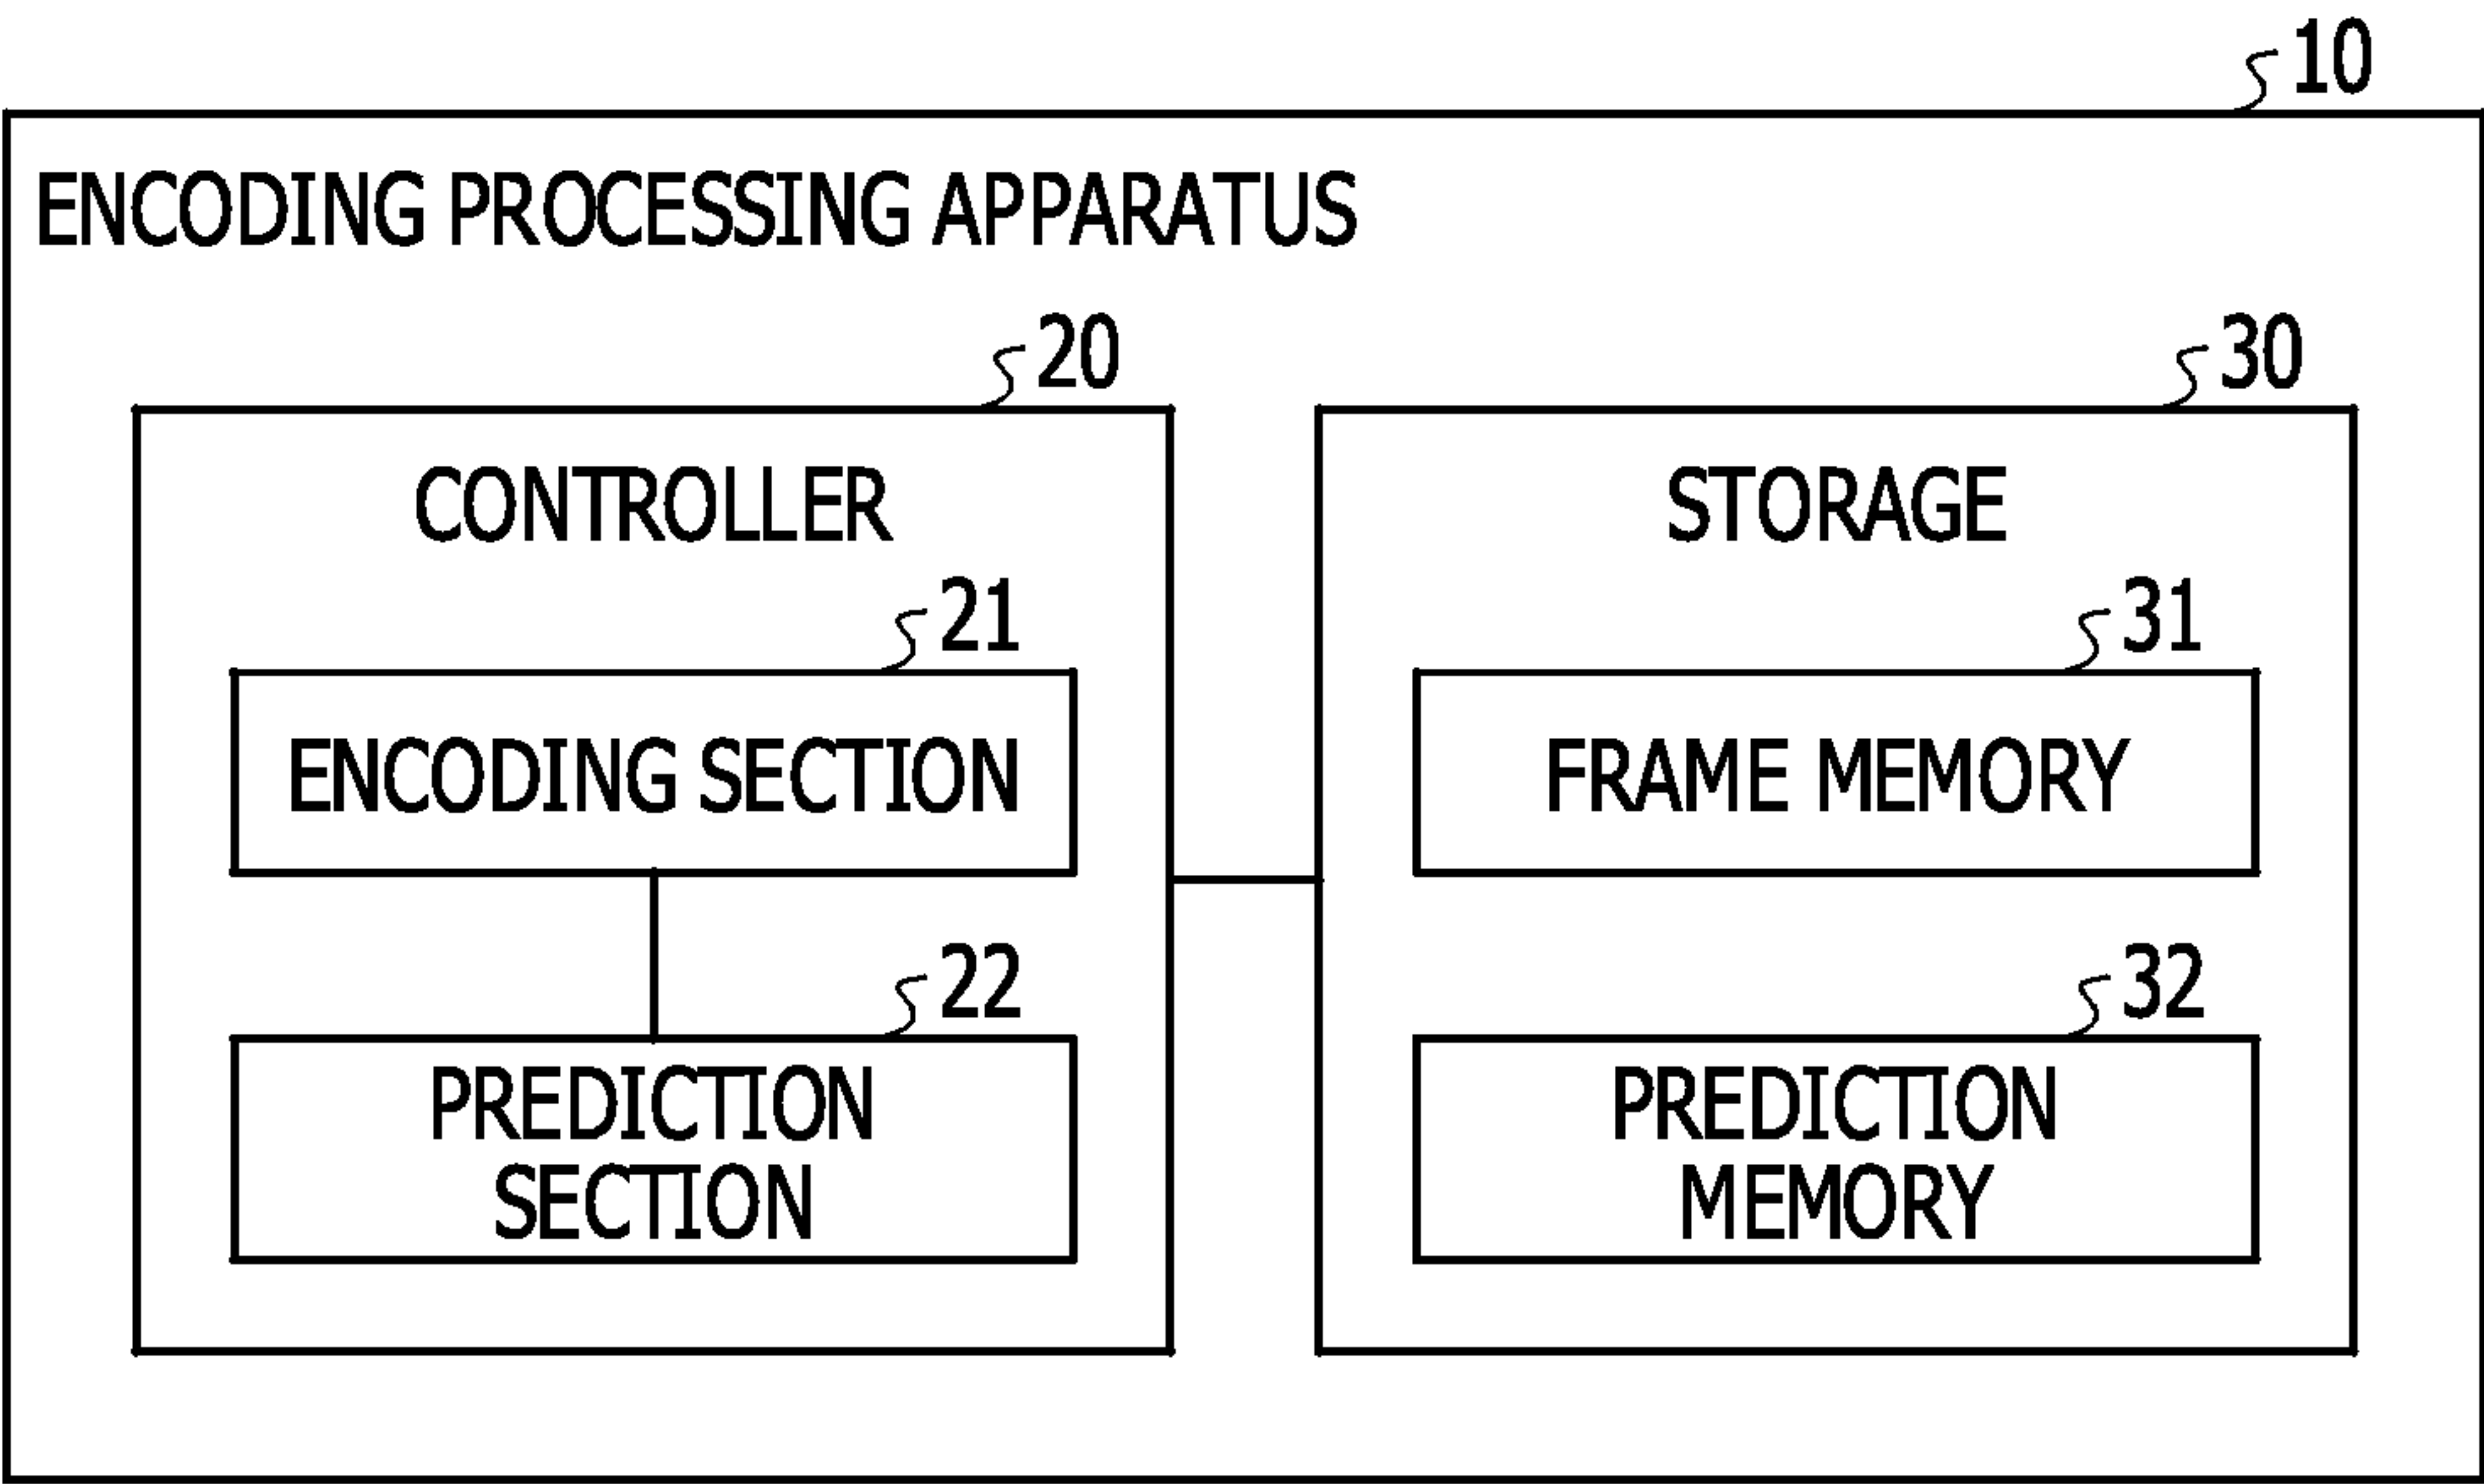 10
ENCODING PROCESSING APPARATUS
20
CONTROLLER
21
ENCODING SECTION
22
PREDICTION
SECTION
30
STORAGE
31
FRAME MEMORY
32
PREDICTION
MEMORY